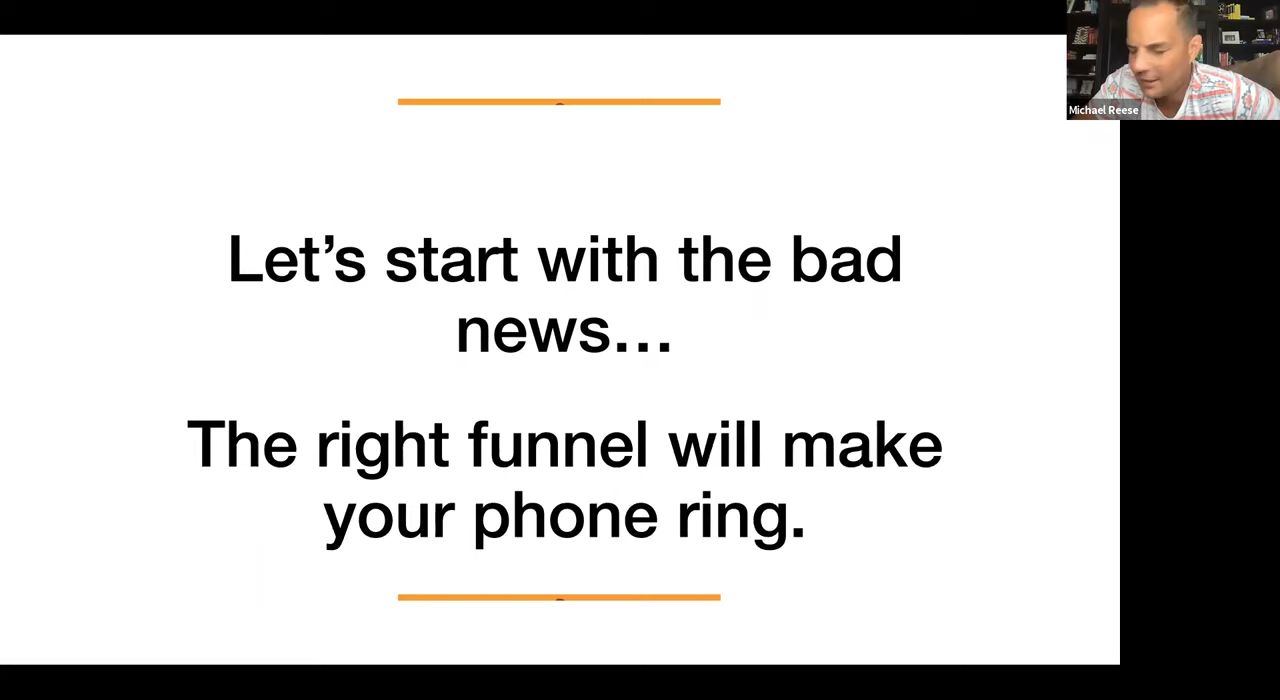 Michael Reese
Let’s start with the bad
news…
The right funnel will make
your phone ring.